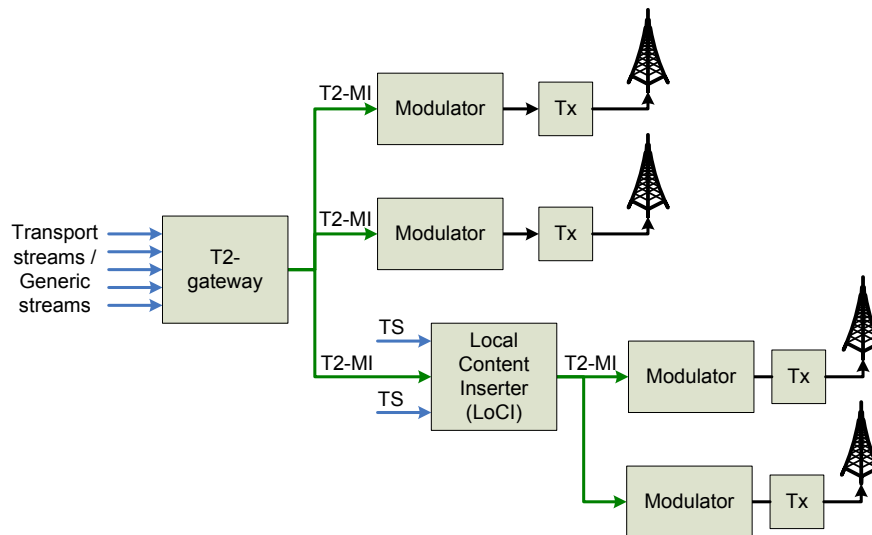 T2-MI
Modulator
Tx
T2-MI
Modulator
Tx
Transport
streams /
Generic
streams
T2-
gateway
TS
T2-MI
TS
Local
Content
Inserter
(LoCI)
T2-MI
Modulator
Tx
Modulator
Tx